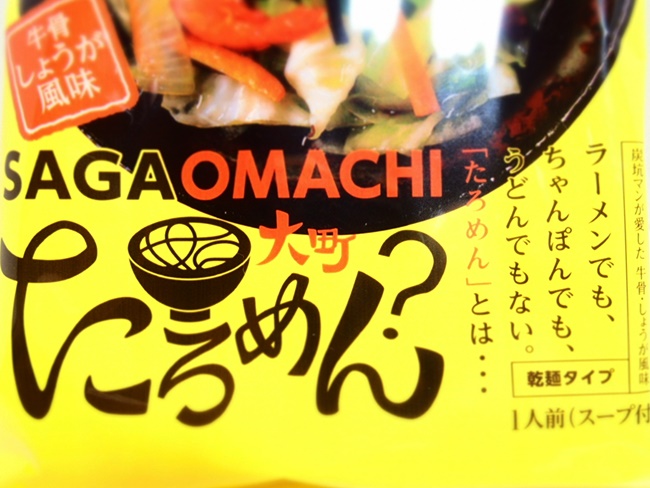 牛骨
しょうが
風味
SAGA OMACHI
大町
たろめん?
ラーメンでも、
ちゃんぽんでも、
うどんでもない。
「たろめん」とは・・・
炭坑マンが愛した 牛骨・しょうが風味
乾麺タイプ
1人前(スープ付